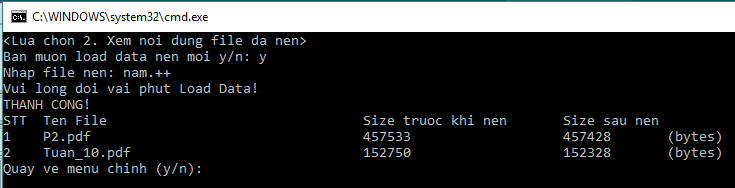 C:\WINDOWS\system32\cmd.exe
<Lua chon 2. Xem noi dung file da nen>
Ban muon load data nen moi y/n: y
Nhap file nen: nam.++
Vui long doi vai phut Load Data!
THANH CONG!
STT Ten File Size truoc khi nen Size sau nen
1 P2.pdf 457533 457428 (bytes)
2 Tuan_10.pdf 152750 152328 (bytes)
Quay ve menu chinh (y/n):